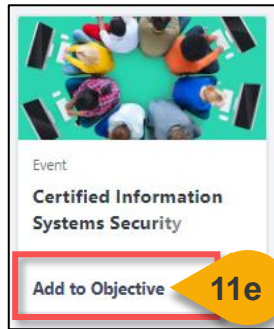 Event
Certified Information
Systems Security
Add to Objective
11e